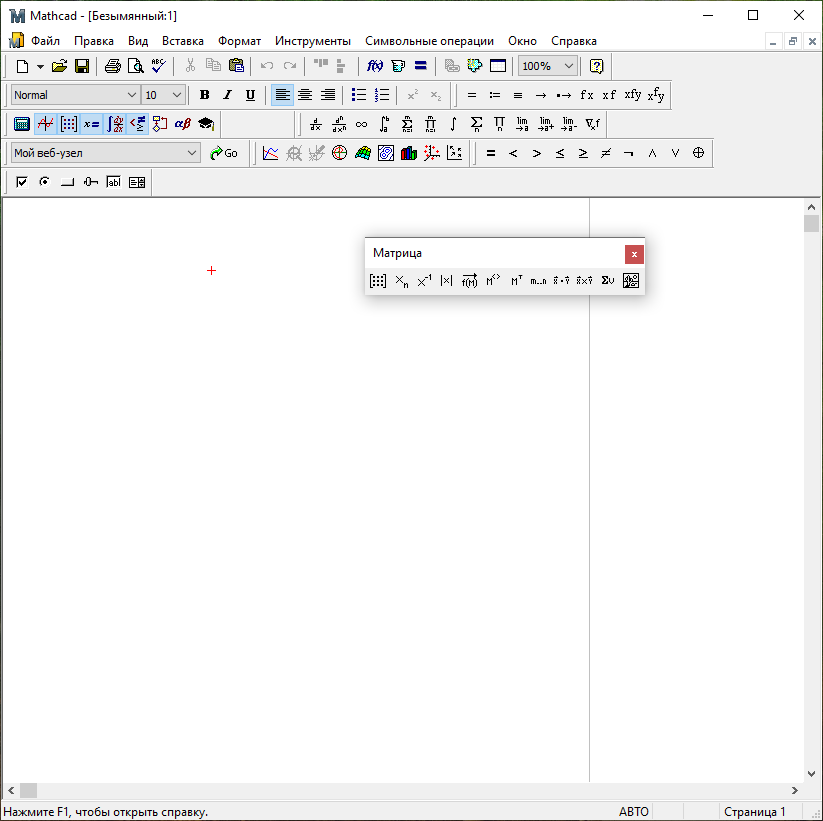 Mathcad - [Безымянный:1]
Файл Правка Вид Вставка Формат Инструменты Символьные операции Окно Справка
100%
Normal 10 B I U = := ≡ → •→ fx xf xfy xfy
x= αβ
Мой веб-узел Go = < > ≤ ≥ ≠ ¬ ∧ ∨ ⊕
Матрица
Нажмите F1, чтобы открыть справку. АВТО Страница 1